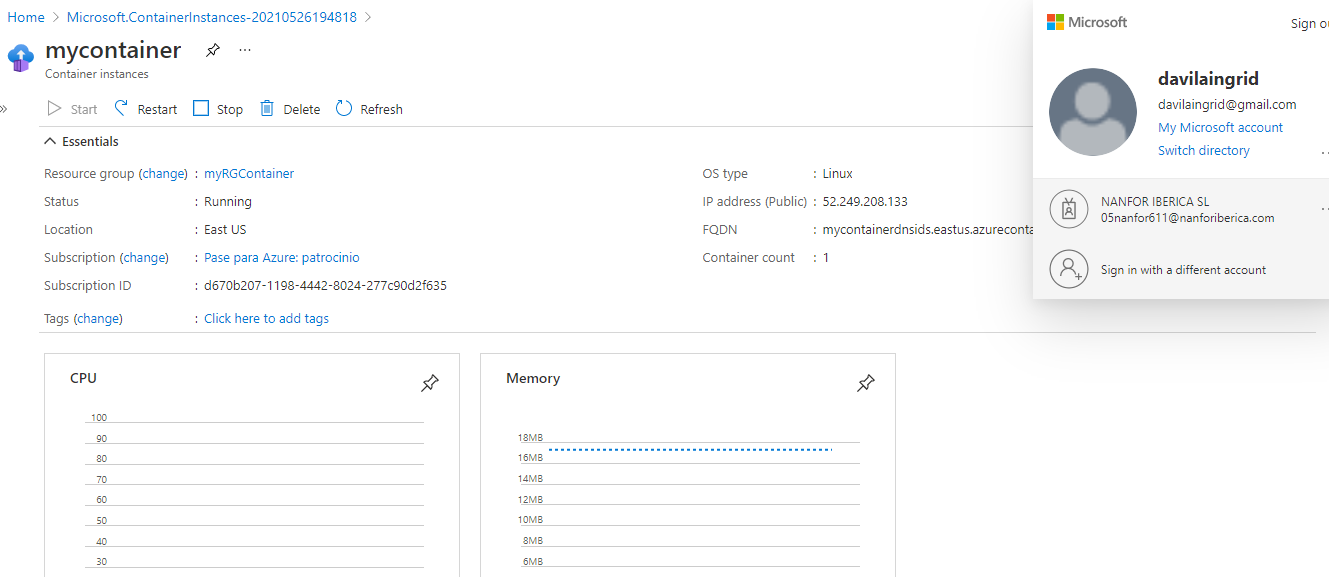 Home > Microsoft.ContainerInstances-20210526194818 >
mycontainer ...
Container instances
» Start Restart Stop Delete Refresh
Essentials
Resource group (change) : myRGContainer
Status : Running
Location : East US
Subscription (change) : Pase para Azure: patrocinio
Subscription ID : d670b207-1198-4442-8024-277c90d2f635
Tags (change) : Click here to add tags
OS type : Linux
IP address (Public) : 52.249.208.133
FQDN : mycontainerdnsids.eastus.azureconta
Container count : 1
Microsoft Sign ou
davilaingrid
davilaingrid@gmail.com
My Microsoft account
Switch directory
NANFOR IBERICA SL
05nanfor611@nanforiberica.com
Sign in with a different account
CPU
100
90
80
70
60
50
40
30
Memory
18MB
16MB
14MB
12MB
10MB
8MB
6MB